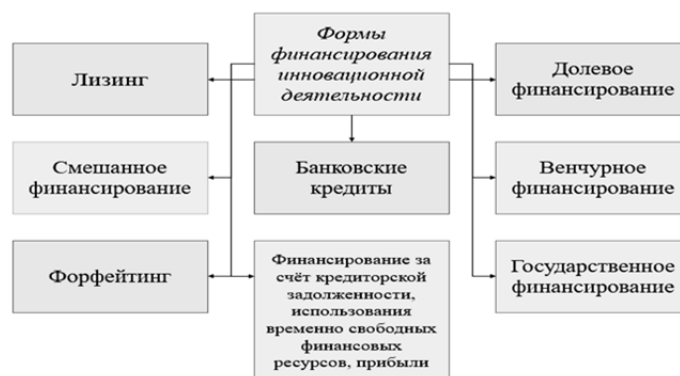 Формы
финансирования
инновационной
деятельности
Лизинг
Долевое
финансирование
Смешанное
финансирование
Банковские
кредиты
Венчурное
финансирование
Форфейтинг
Финансирование за
счёт кредиторской
задолженности,
использования
временно свободных
финансовых
ресурсов, прибыли
Государственное
финансирование